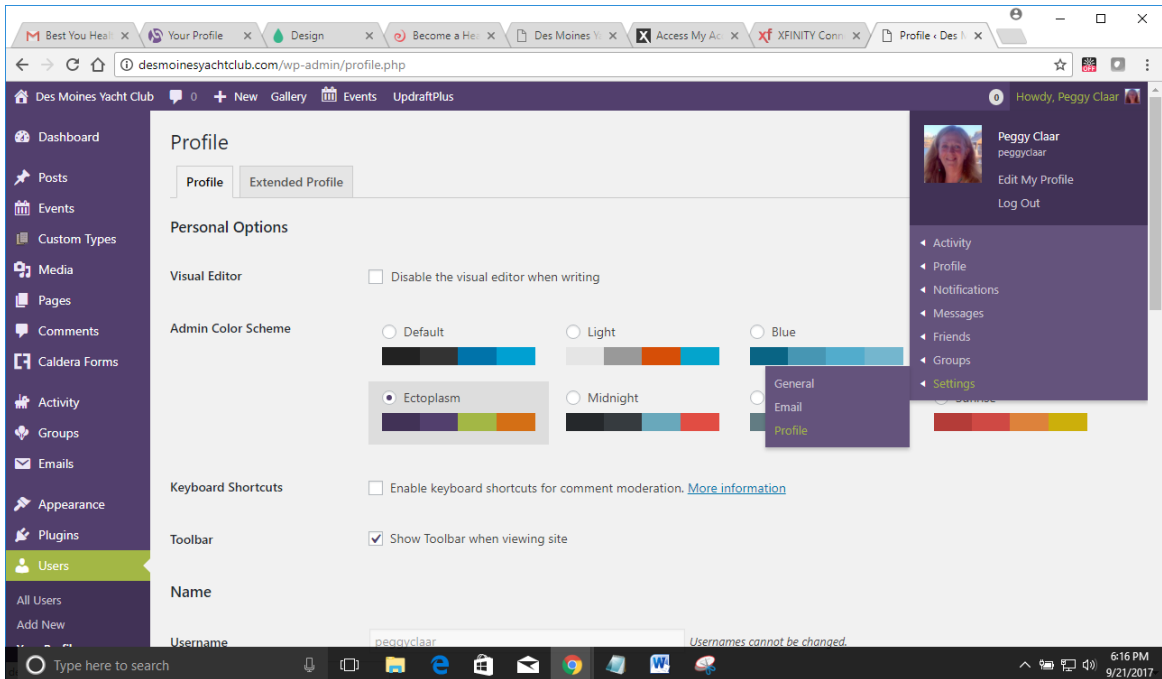 Best You Heal
Your Profile
Design
Become a He
Des Moines Y
Access My Ac
XFINITY Conn
Profile ‹ Des M
desmoinesyachtclub.com/wp-admin/profile.php
Des Moines Yacht Club 0 + New Gallery Events UpdraftPlus 0 Howdy, Peggy Claar
Dashboard
Posts
Events
Custom Types
Media
Pages
Comments
Caldera Forms
Activity
Groups
Emails
Appearance
Plugins
Users
All Users
Add New
Profile
Profile Extended Profile
Personal Options
Visual Editor Disable the visual editor when writing
Admin Color Scheme
Default Light Blue
Ectoplasm Midnight
Keyboard Shortcuts Enable keyboard shortcuts for comment moderation. More information
Toolbar Show Toolbar when viewing site
Name
Username peggyclaar Usernames cannot be changed.
Peggy Claar
peggyclaar
Edit My Profile
Log Out
Activity
Profile
Notifications
Messages
Friends
Groups
Settings
General
Email
Profile
Type here to search
6:16 PM
9/21/2017